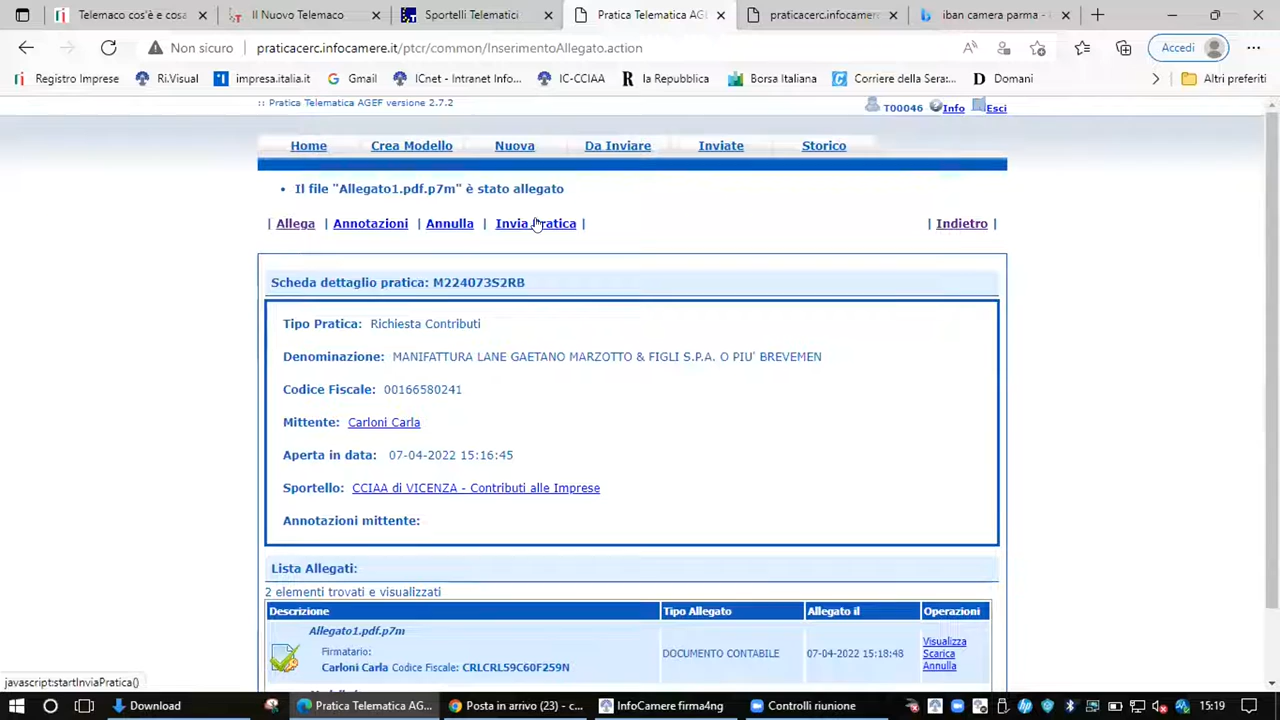 Telemaco cos'è e cosa
Il Nuovo Telemaco
Sportelli Telematici
Pratica Telematica AGE
praticacerc.infocamere
iban camera parma -
Non sicuro
praticacerc.infocamere.it/ptcr/common/InserimentoAllegato.action
Accedi
Registro Imprese
Ri.Visual
impresa.italia.it
Gmail
ICnet - Intranet Info...
IC-CCIAA
la Repubblica
Borsa Italiana
Corriere della Sera:...
Domani
Altri preferiti
:: Pratica Telematica AGEF versione 2.7.2
T00046 Info Esci
Home Crea Modello Nuova Da Inviare Inviate Storico
• Il file "Allegato1.pdf.p7m" è stato allegato
| Allega | Annotazioni | Annulla | Invia Pratica | | Indietro |
Scheda dettaglio pratica: M224073S2RB
Tipo Pratica: Richiesta Contributi
Denominazione: MANIFATTURA LANE GAETANO MARZOTTO & FIGLI S.P.A. O PIU' BREVEMEN
Codice Fiscale: 00166580241
Mittente: Carloni Carla
Aperta in data: 07-04-2022 15:16:45
Sportello: CCIAA di VICENZA - Contributi alle Imprese
Annotazioni mittente:
Lista Allegati:
2 elementi trovati e visualizzati
Descrizione Tipo Allegato Allegato il Operazioni
Allegato1.pdf.p7m
Firmatario:
Carloni Carla Codice Fiscale: CRLCRL59C60F259N
DOCUMENTO CONTABILE
07-04-2022 15:18:48
Visualizza
Scarica
Annulla
javascript:startInviaPratica()
Download
Pratica Telematica AG...
Posta in arrivo (23) - c...
InfoCamere firma4ng
Controlli riunione
15:19